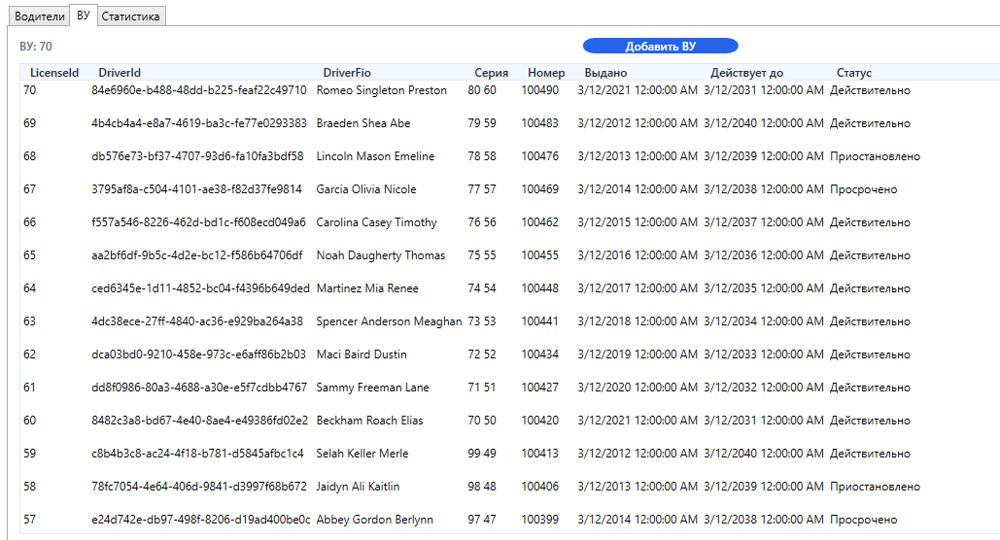 Водители ВУ Статистика
ВУ: 70 Добавить ВУ
LicenseId DriverId DriverFio Серия Номер Выдано Действует до Статус
70 84e6960e-b488-48dd-b225-feaf22c49710 Romeo Singleton Preston 80 60 100490 3/12/2021 12:00:00 AM 3/12/2031 12:00:00 AM Действительно
69 4b4cb4a4-e8a7-4619-ba3c-fe77e0293383 Braeden Shea Abe 79 59 100483 3/12/2012 12:00:00 AM 3/12/2040 12:00:00 AM Действительно
68 db576e73-bf37-4707-93d6-fa10fa3bdf58 Lincoln Mason Emeline 78 58 100476 3/12/2013 12:00:00 AM 3/12/2039 12:00:00 AM Приостановлено
67 3795af8a-c504-4101-ae38-f82d37fe9814 Garcia Olivia Nicole 77 57 100469 3/12/2014 12:00:00 AM 3/12/2038 12:00:00 AM Просрочено
66 f557a546-8226-462d-bd1c-f608ecd049a6 Carolina Casey Timothy 76 56 100462 3/12/2015 12:00:00 AM 3/12/2037 12:00:00 AM Действительно
65 aa2bf6df-9b5c-4d2e-bc12-f586b64706df Noah Daugherty Thomas 75 55 100455 3/12/2016 12:00:00 AM 3/12/2036 12:00:00 AM Действительно
64 ced6345e-1d11-4852-bc04-f4396b649ded Martinez Mia Renee 74 54 100448 3/12/2017 12:00:00 AM 3/12/2035 12:00:00 AM Действительно
63 4dc38ece-27ff-4840-ac36-e929ba264a38 Spencer Anderson Meaghan 73 53 100441 3/12/2018 12:00:00 AM 3/12/2034 12:00:00 AM Действительно
62 dca03bd0-9210-458e-973c-e6aff86b2b03 Maci Baird Dustin 72 52 100434 3/12/2019 12:00:00 AM 3/12/2033 12:00:00 AM Действительно
61 dd8f0986-80a3-4688-a30e-e5f7cdbb4767 Sammy Freeman Lane 71 51 100427 3/12/2020 12:00:00 AM 3/12/2032 12:00:00 AM Действительно
60 8482c3a8-bd67-4e40-8ae4-e49386fd02e2 Beckham Roach Elias 70 50 100420 3/12/2021 12:00:00 AM 3/12/2031 12:00:00 AM Действительно
59 c8b4b3c8-ac24-4f18-b781-d5845afbc1c4 Selah Keller Merle 99 49 100413 3/12/2012 12:00:00 AM 3/12/2040 12:00:00 AM Действительно
58 78fc7054-4e64-406d-9841-d3997f68b672 Jaidyn Ali Kaitlin 98 48 100406 3/12/2013 12:00:00 AM 3/12/2039 12:00:00 AM Приостановлено
57 e24d742e-db97-498f-8206-d19ad400be0c Abbey Gordon Berlynn 97 47 100399 3/12/2014 12:00:00 AM 3/12/2038 12:00:00 AM Просрочено